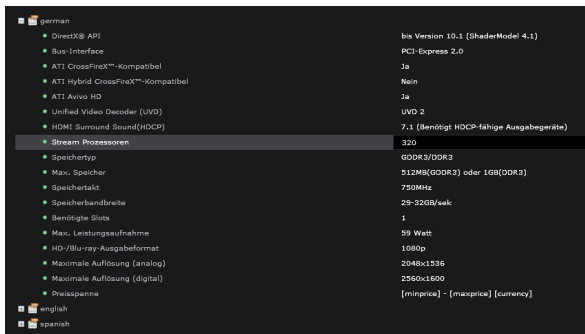 german
DirectX® API bis Version 10.1 (ShaderModel 4.1)
Bus-Interface PCI-Express 2.0
ATI CrossFireX™-Kompatibel Ja
ATI Hybrid CrossFireX™-Kompatibel Nein
ATI Avivo HD Ja
Unified Video Decoder (UVD) UVD 2
HDMI Surround Sound(HDCP) 7.1 (Benötigt HDCP-fähige Ausgabegeräte)
Stream Prozessoren 320
Speichertyp GDDR3/DDR3
Max. Speicher 512MB(GDDR3) oder 1GB(DDR3)
Speichertakt 750MHz
Speicherbandbreite 29-32GB/sek
Benötigte Slots 1
Max. Leistungsaufnahme 59 Watt
HD-/Blu-ray-Ausgabeformat 1080p
Maximale Auflösung (analog) 2048x1536
Maximale Auflösung (digital) 2560x1600
Preisspanne [minprice] - [maxprice] [currency]
english
spanish